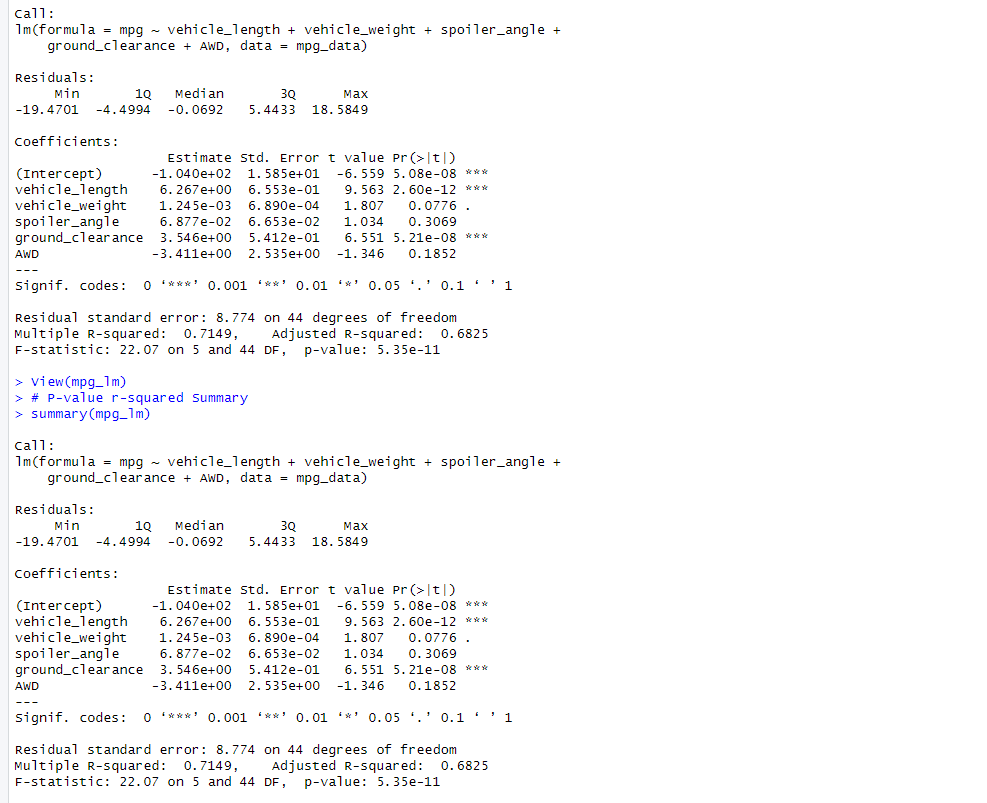 Call:
lm(formula = mpg ~ vehicle_length + vehicle_weight + spoiler_angle +
    ground_clearance + AWD, data = mpg_data)

Residuals:
     Min       1Q   Median       3Q      Max
-19.4701  -4.4994  -0.0692   5.4433  18.5849

Coefficients:
                   Estimate Std. Error t value Pr(>|t|)
(Intercept)      -1.040e+02  1.585e+01  -6.559 5.08e-08 ***
vehicle_length    6.267e+00  6.553e-01   9.563 2.60e-12 ***
vehicle_weight    1.245e-03  6.890e-04   1.807   0.0776 .
spoiler_angle     6.877e-02  6.653e-02   1.034   0.3069
ground_clearance  3.546e+00  5.412e-01   6.551 5.21e-08 ***
AWD              -3.411e+00  2.535e+00  -1.346   0.1852
---
Signif. codes:  0 ‘***’ 0.001 ‘**’ 0.01 ‘*’ 0.05 ‘.’ 0.1 ‘ ’ 1

Residual standard error: 8.774 on 44 degrees of freedom
Multiple R-squared:  0.7149,    Adjusted R-squared:  0.6825
F-statistic: 22.07 on 5 and 44 DF,  p-value: 5.35e-11

> View(mpg_lm)
> # P-value r-squared Summary
> summary(mpg_lm)

Call:
lm(formula = mpg ~ vehicle_length + vehicle_weight + spoiler_angle +
    ground_clearance + AWD, data = mpg_data)

Residuals:
     Min       1Q   Median       3Q      Max
-19.4701  -4.4994  -0.0692   5.4433  18.5849

Coefficients:
                   Estimate Std. Error t value Pr(>|t|)
(Intercept)      -1.040e+02  1.585e+01  -6.559 5.08e-08 ***
vehicle_length    6.267e+00  6.553e-01   9.563 2.60e-12 ***
vehicle_weight    1.245e-03  6.890e-04   1.807   0.0776 .
spoiler_angle     6.877e-02  6.653e-02   1.034   0.3069
ground_clearance  3.546e+00  5.412e-01   6.551 5.21e-08 ***
AWD              -3.411e+00  2.535e+00  -1.346   0.1852
---
Signif. codes:  0 ‘***’ 0.001 ‘**’ 0.01 ‘*’ 0.05 ‘.’ 0.1 ‘ ’ 1

Residual standard error: 8.774 on 44 degrees of freedom
Multiple R-squared:  0.7149,    Adjusted R-squared:  0.6825
F-statistic: 22.07 on 5 and 44 DF,  p-value: 5.35e-11